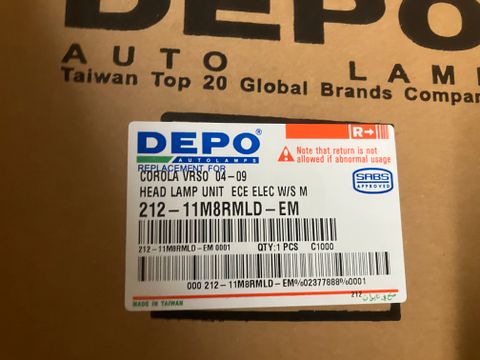 DEPO
AUTO LAM
Taiwan Top 20 Global Brands Compan
DEPO®
AUTOLAMPS
R
Note that return is not
allowed if abnormal usage
REPLACEMENT FOR
COROLA VRSO 04-09
HEAD LAMP UNIT ECE ELEC W/S M
SABS
APPROVED
212-11M8RMLD-EM
212-11M8RMLD-EM 0001 QTY:1 PCS C1000
000 212-11M8RMLD-EM%02377888%0001
212
MADE IN TAIWAN